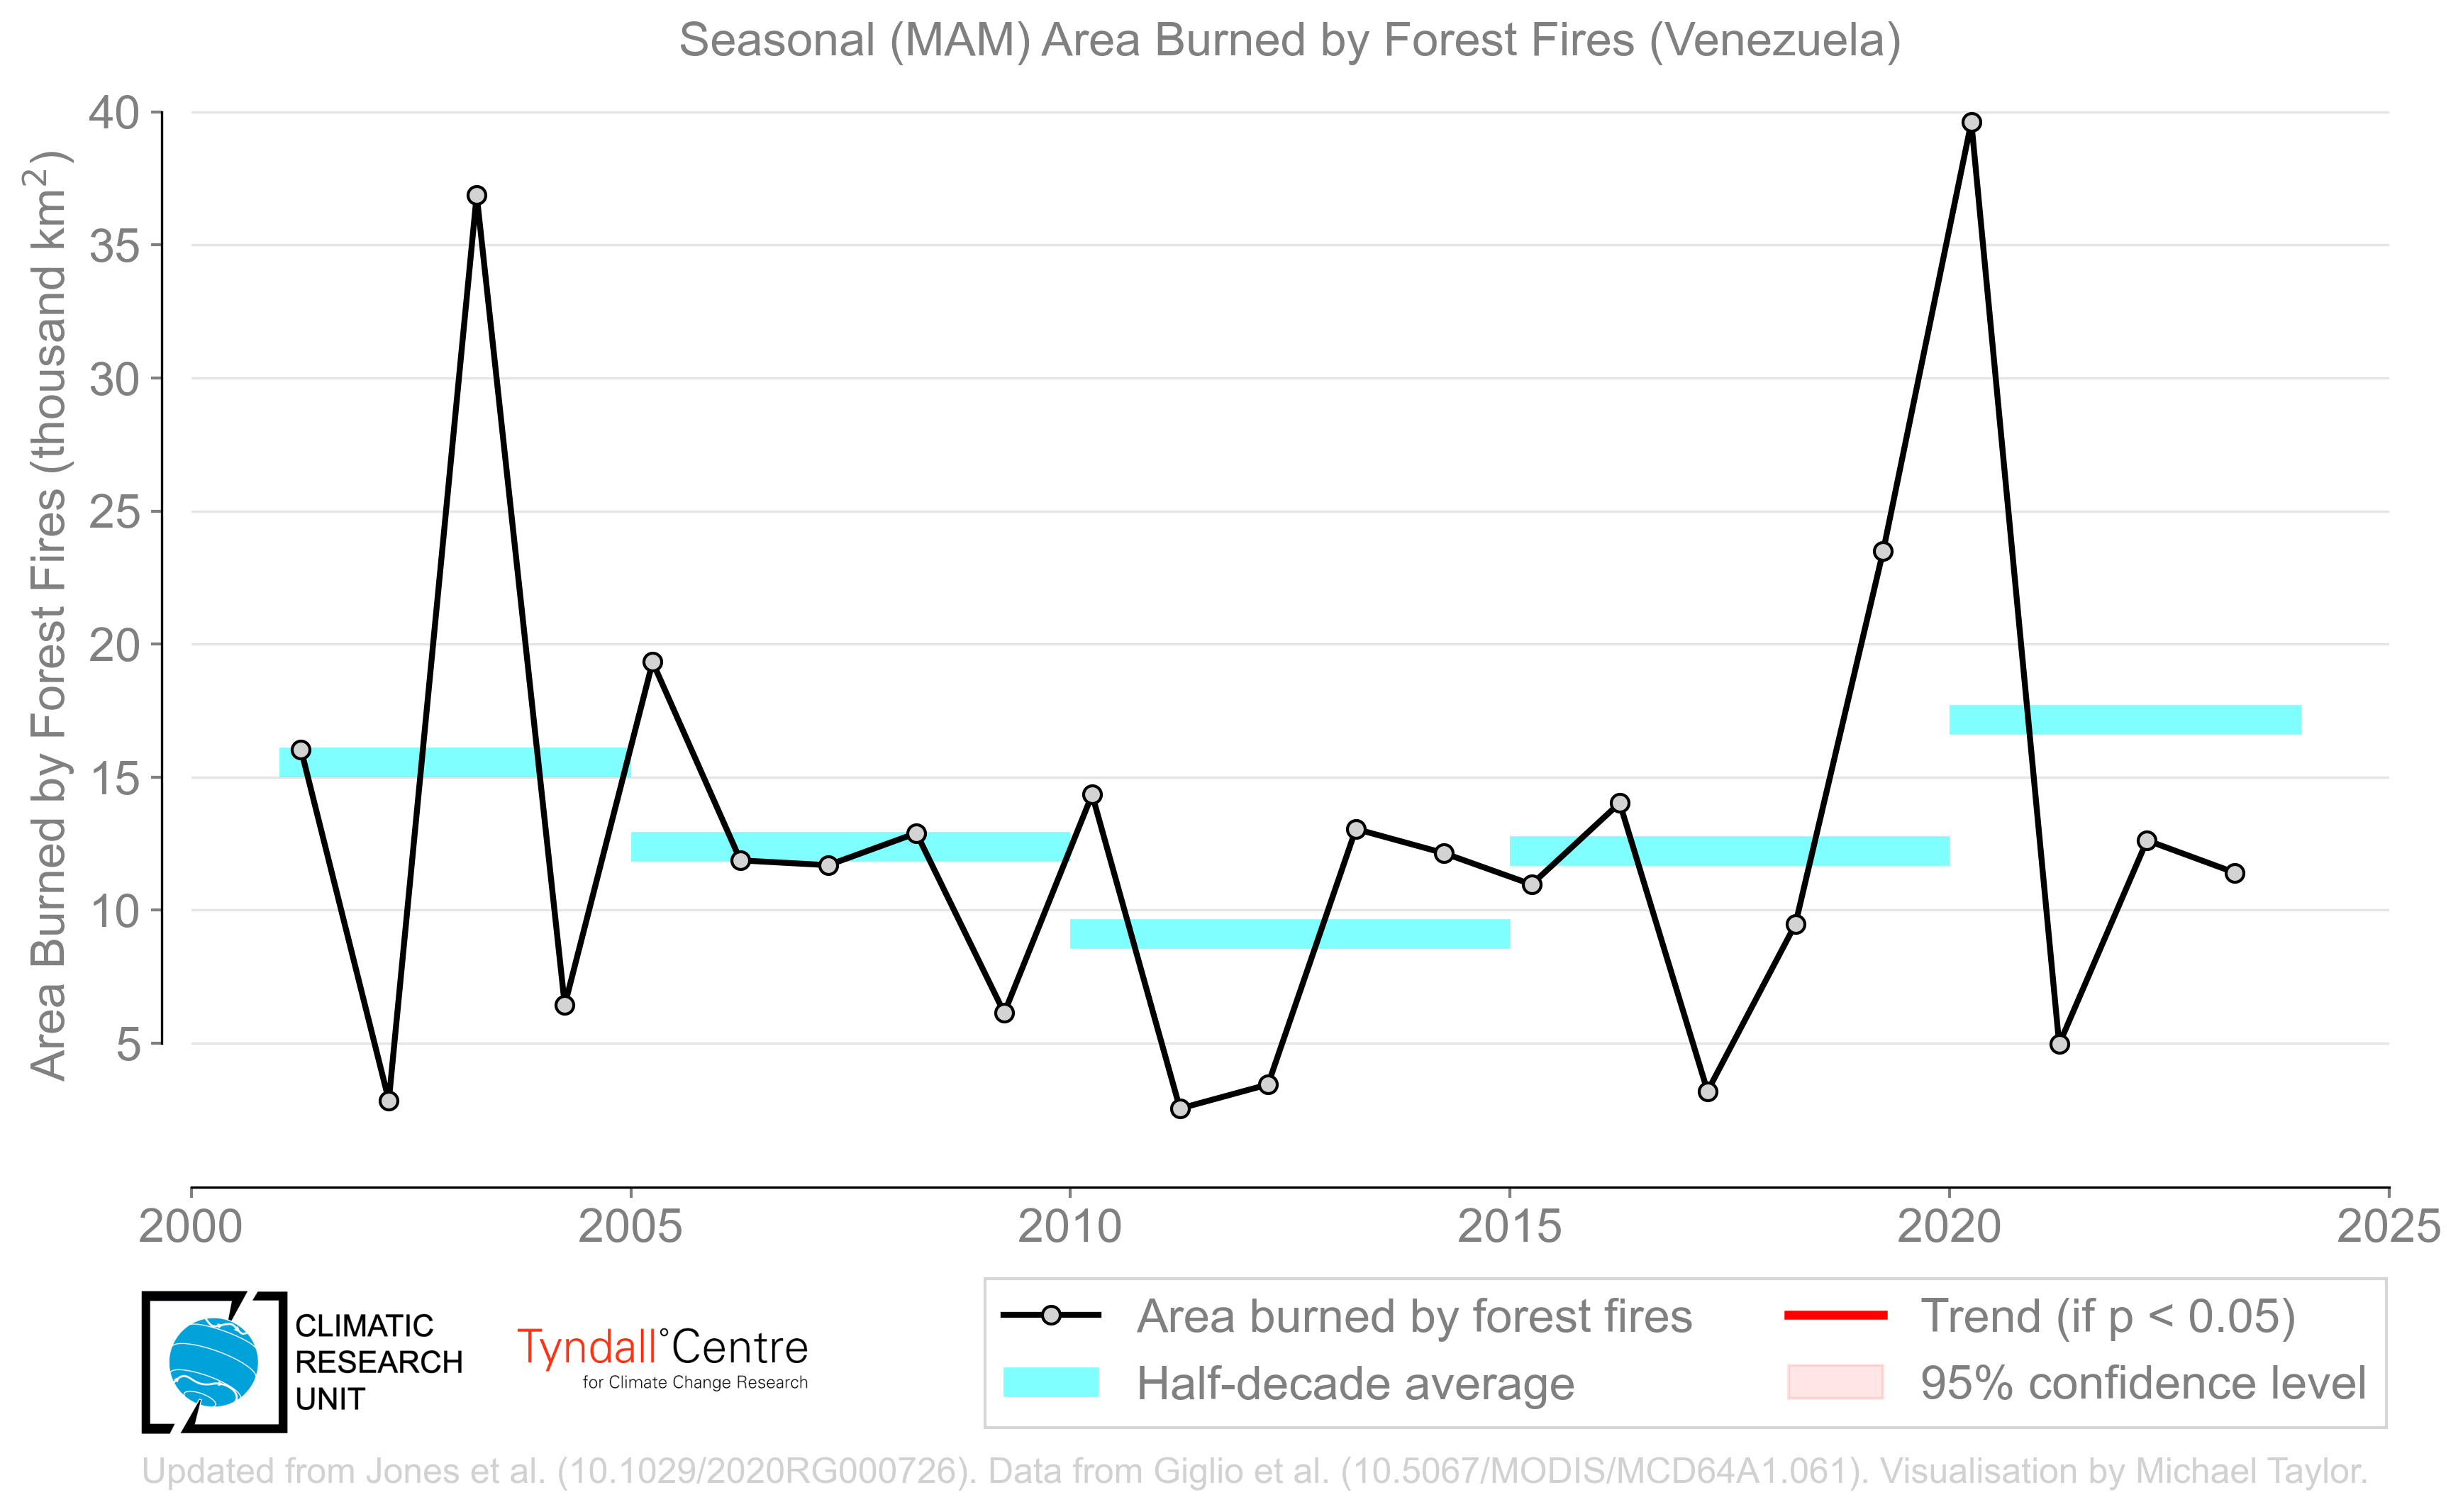 Seasonal (MAM) Area Burned by Forest Fires (Venezuela)
Area Burned by Forest Fires (thousand km²)
40
35
30
25
20
15
10
5
2000 2005 2010 2015 2020 2025
CLIMATIC
RESEARCH
UNIT
Tyndall°Centre
for Climate Change Research
Area burned by forest fires
Half-decade average
Trend (if p < 0.05)
95% confidence level
Updated from Jones et al. (10.1029/2020RG000726). Data from Giglio et al. (10.5067/MODIS/MCD64A1.061). Visualisation by Michael Taylor.